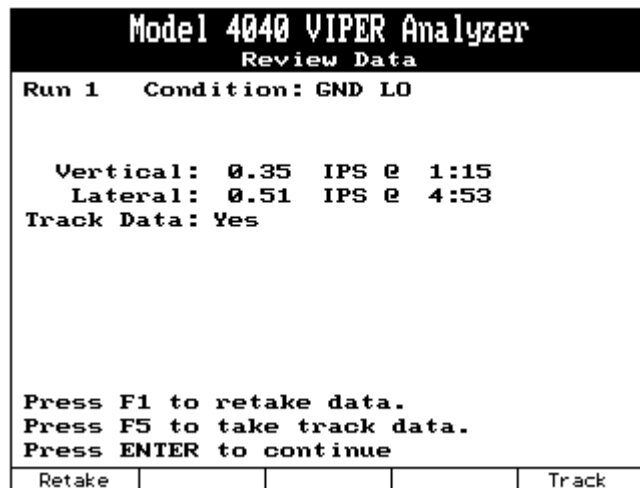 Model 4040 VIPER Analyzer
Review Data
Run 1 Condition: GND LO
Vertical: 0.35 IPS @ 1:15
Lateral: 0.51 IPS @ 4:53
Track Data: Yes
Press F1 to retake data.
Press F5 to take track data.
Press ENTER to continue
Retake Track